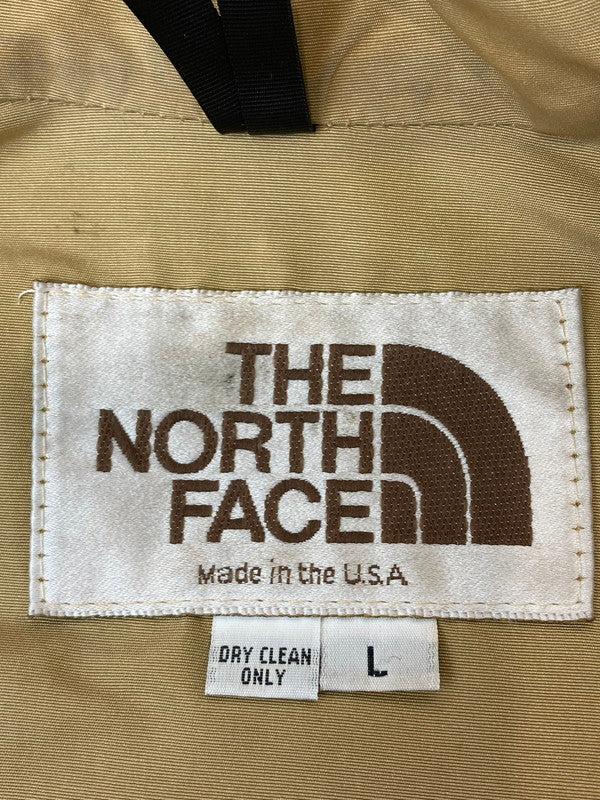 THE
NORTH
FACE
Made in the U.S.A.
DRY CLEAN
ONLY
L